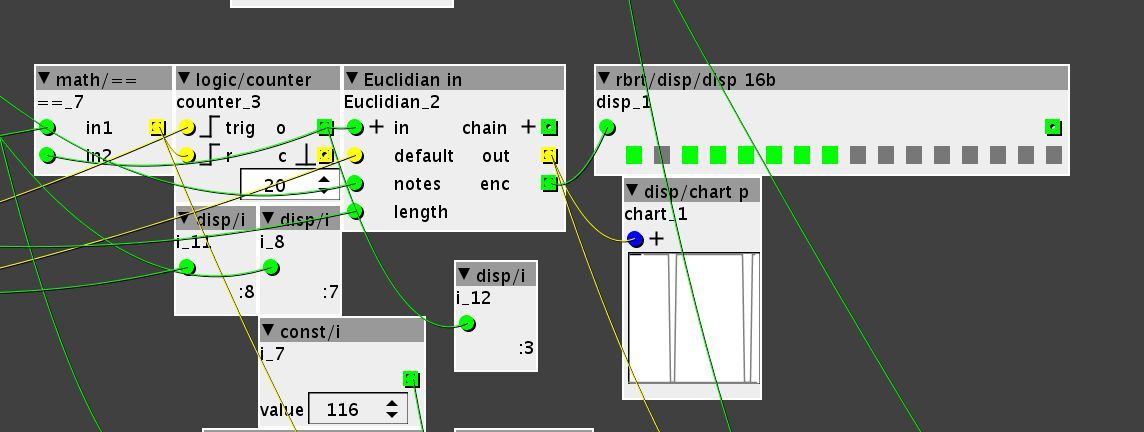 math/==
==_7
in1
in2
logic/counter
counter_3
trig o
r c
20
Euclidian in
Euclidian_2
+ in chain +
default out
notes enc
length
rbrt/disp/disp 16b
disp_1
disp/chart p
chart_1
+
disp/i
i_11
:8
disp/i
i_8
:7
disp/i
i_12
:3
const/i
i_7
value 116